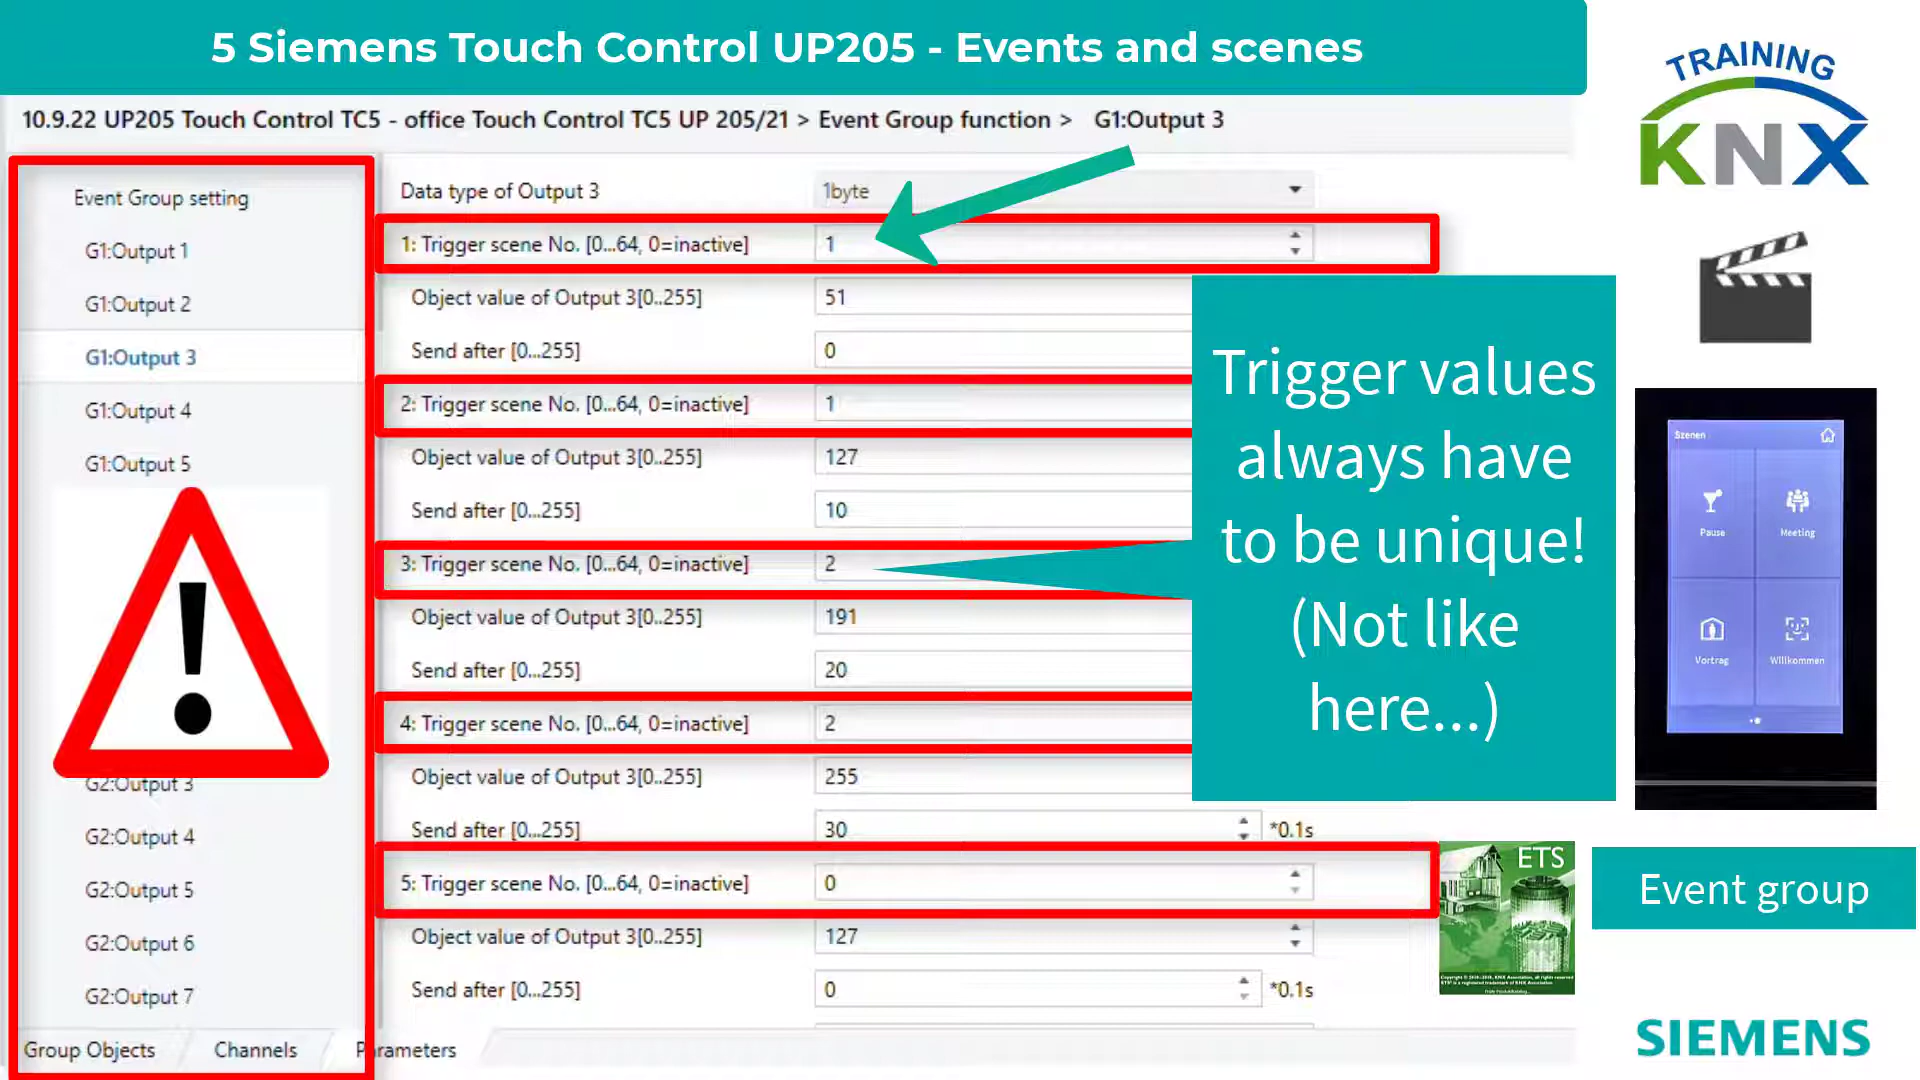 5 Siemens Touch Control UP205 - Events and scenes
TRAINING
KNX
10.9.22 UP205 Touch Control TC5 - office Touch Control TC5 UP 205/21 > Event Group function > G1:Output 3
Event Group setting
G1:Output 1
G1:Output 2
G1:Output 3
G1:Output 4
G1:Output 5
G2:Output 3
G2:Output 4
G2:Output 5
G2:Output 6
G2:Output 7
Data type of Output 3 1byte
1: Trigger scene No. [0...64, 0=inactive] 1
Object value of Output 3[0..255] 51
Send after [0...255] 0
2: Trigger scene No. [0...64, 0=inactive] 1
Object value of Output 3[0..255] 127
Send after [0...255] 10
3: Trigger scene No. [0...64, 0=inactive] 2
Object value of Output 3[0..255] 191
Send after [0...255] 20
4: Trigger scene No. [0...64, 0=inactive] 2
Object value of Output 3[0..255] 255
Send after [0...255] 30 *0.1s
5: Trigger scene No. [0...64, 0=inactive] 0
Object value of Output 3[0..255] 127
Send after [0...255] 0 *0.1s
Group Objects Channels Parameters
Trigger values
always have
to be unique!
(Not like
here...)
Szenen
Pause Meeting
Vortrag Willkommen
ETS
Event group
SIEMENS